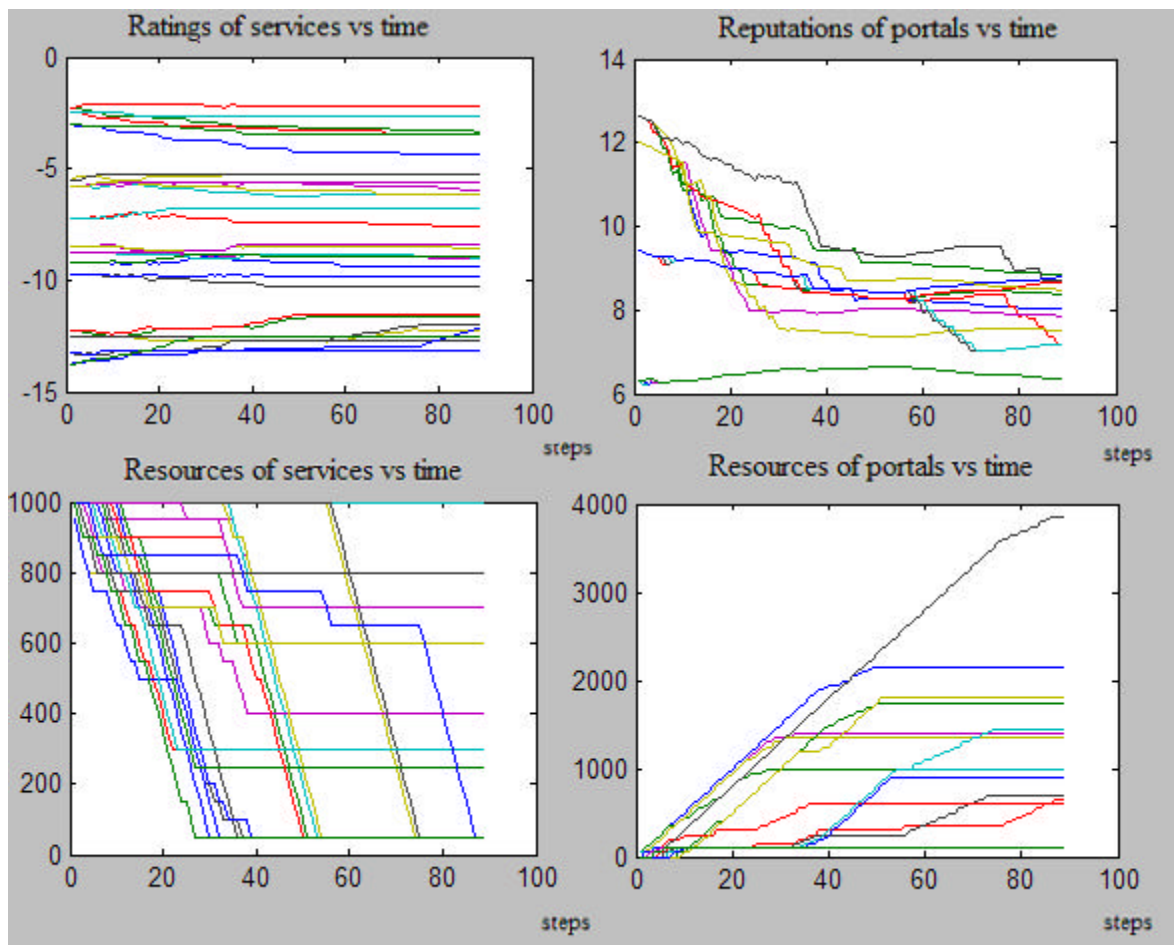 Ratings of services vs time
0
-5
-10
-15
0 20 40 60 80 100
steps
Reputations of portals vs time
14
12
10
8
6
0 20 40 60 80 100
steps
Resources of services vs time
1000
800
600
400
200
0
0 20 40 60 80 100
steps
Resources of portals vs time
4000
3000
2000
1000
0
0 20 40 60 80 100
steps